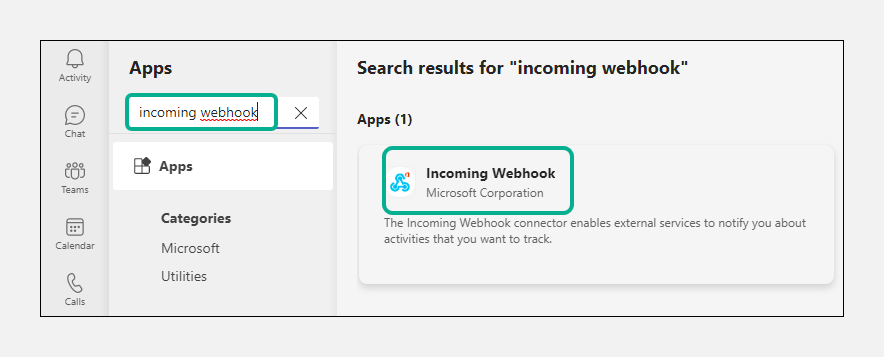 Activity
Chat
Teams
Calendar
Calls
Apps
incoming webhook
Apps
Categories
Microsoft
Utilities
Search results for "incoming webhook"
Apps (1)
Incoming Webhook
Microsoft Corporation
The Incoming Webhook connector enables external services to notify you about
activities that you want to track.